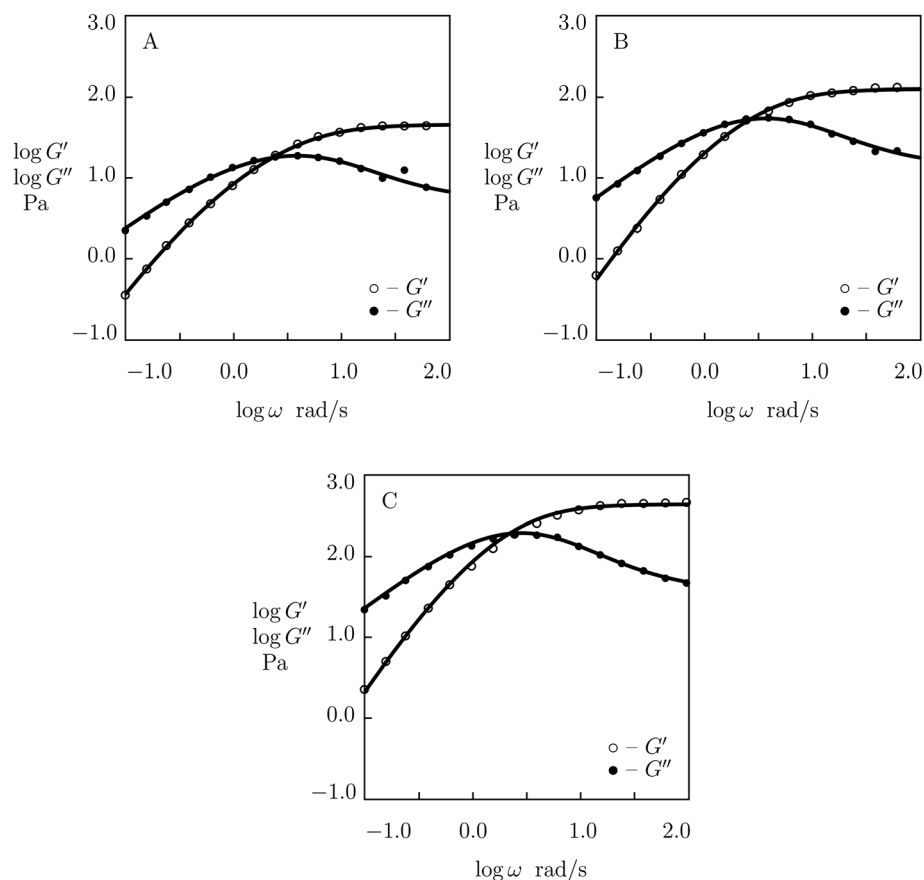 A
3.0
2.0
1.0
0.0
−1.0
log G′
log G″
Pa
○ – G′
● – G″
−1.0 0.0 1.0 2.0
log ω rad/s
B
3.0
2.0
1.0
0.0
−1.0
log G′
log G″
Pa
○ – G′
● – G″
−1.0 0.0 1.0 2.0
log ω rad/s
C
3.0
2.0
1.0
0.0
−1.0
log G′
log G″
Pa
○ – G′
● – G″
−1.0 0.0 1.0 2.0
log ω rad/s